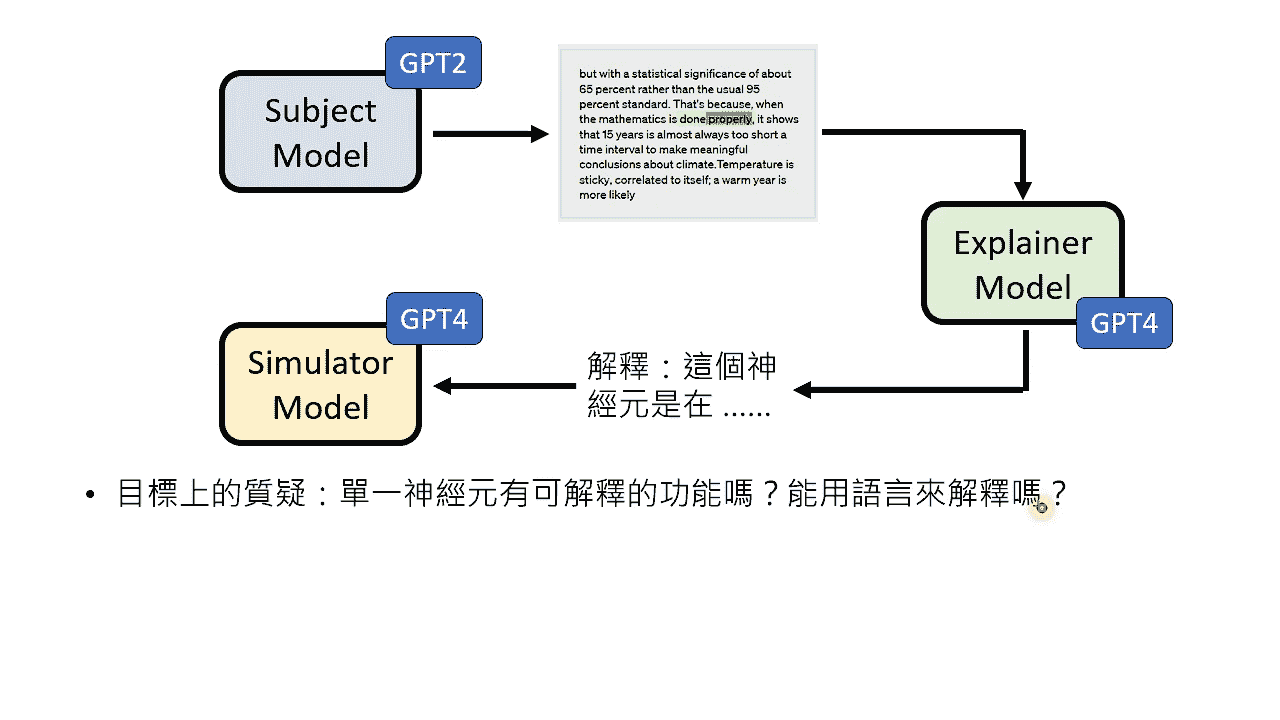 GPT2
Subject
Model
but with a statistical significance of about
65 percent rather than the usual 95
percent standard. That's because, when
the mathematics is done properly, it shows
that 15 years is almost always too short a
time interval to make meaningful
conclusions about climate.Temperature is
sticky, correlated to itself; a warm year is
more likely
Explainer
Model
GPT4
GPT4
Simulator
Model
解釋：這個神
經元是在 ......
• 目標上的質疑：單一神經元有可解釋的功能嗎？能用語言來解釋嗎？